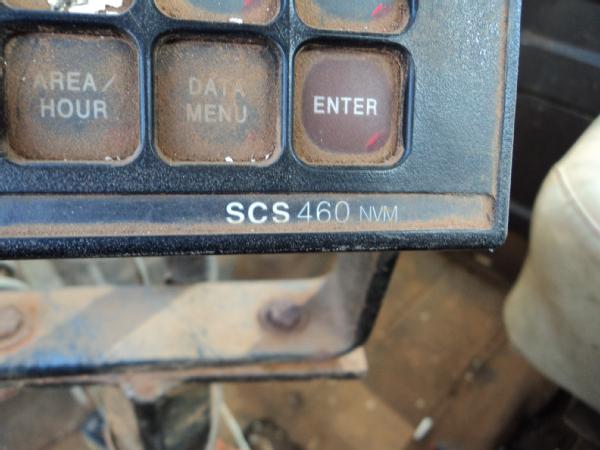 AREA/
HOUR
DATA
MENU
ENTER
SCS 460 NVM